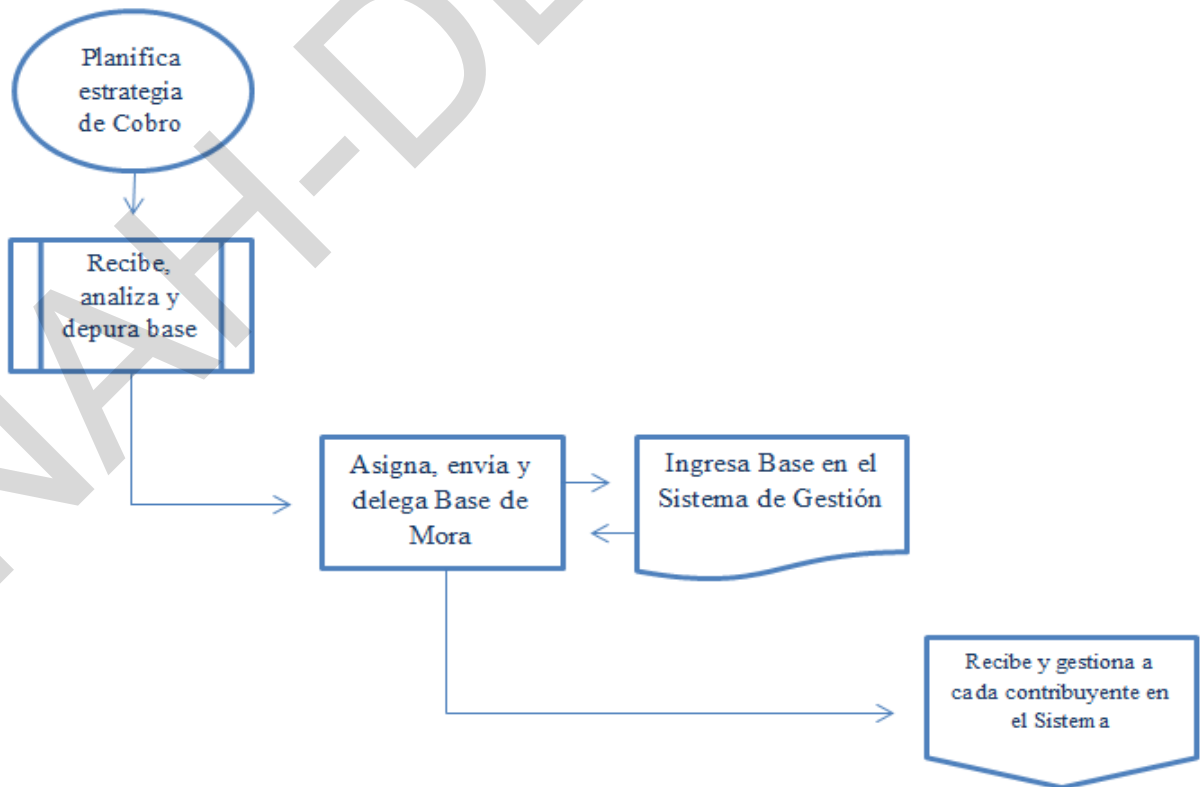 Planifica
estrategia
de Cobro
Recibe,
analiza y
depura base
Asigna, envía y
delega Base de
Mora
Ingresa Base en el
Sistema de Gestión
Recibe y gestiona a
cada contribuyente en
el Sistema